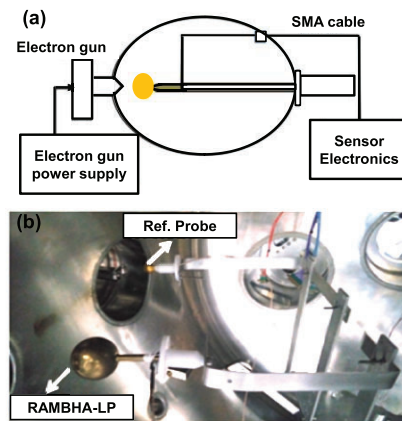 (a)
SMA cable
Electron gun
Electron gun
power supply
Sensor
Electronics
(b)
Ref. Probe
RAMBHA-LP